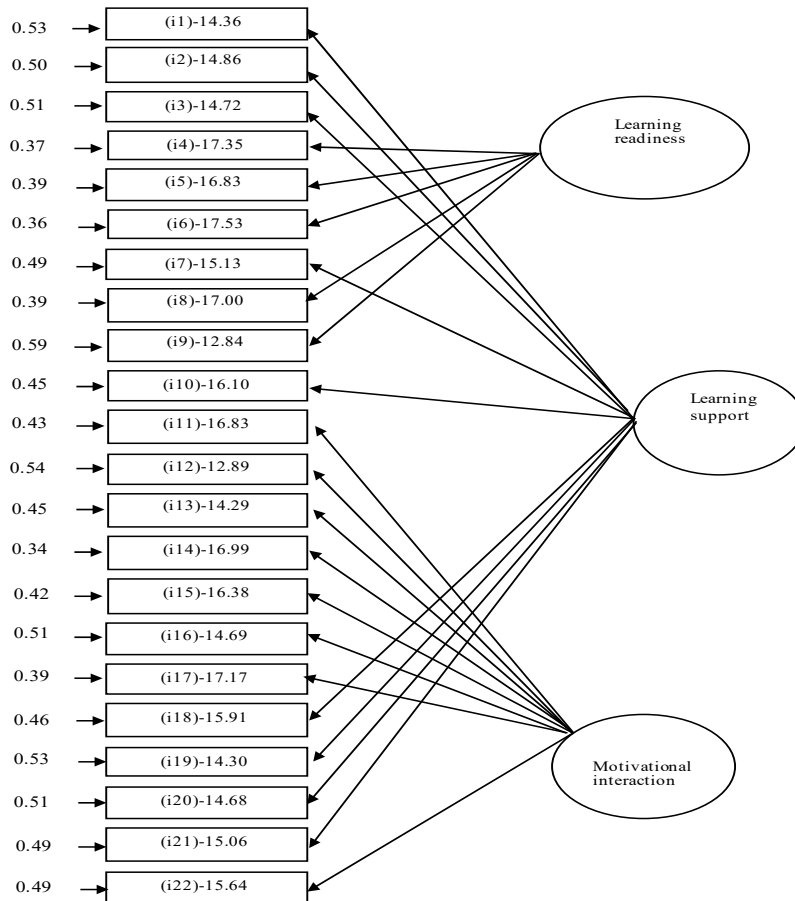 0.53 (i1)-14.36
0.50 (i2)-14.86
0.51 (i3)-14.72
Learning
readiness
0.37 (i4)-17.35
0.39 (i5)-16.83
0.36 (i6)-17.53
0.49 (i7)-15.13
0.39 (i8)-17.00
0.59 (i9)-12.84
0.45 (i10)-16.10
Learning
support
0.43 (i11)-16.83
0.54 (i12)-12.89
0.45 (i13)-14.29
0.34 (i14)-16.99
0.42 (i15)-16.38
0.51 (i16)-14.69
0.39 (i17)-17.17
0.46 (i18)-15.91
0.53 (i19)-14.30
Motivational
interaction
0.51 (i20)-14.68
0.49 (i21)-15.06
0.49 (i22)-15.64